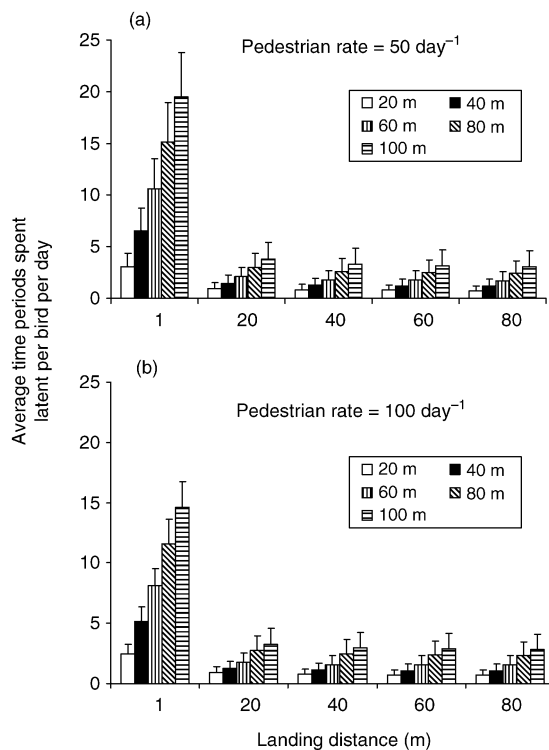 (a)
Pedestrian rate = 50 day⁻¹
20 m 40 m
60 m 80 m
100 m
25
20
15
10
5
0
1 20 40 60 80
Average time periods spent
latent per bird per day
(b)
Pedestrian rate = 100 day⁻¹
20 m 40 m
60 m 80 m
100 m
25
20
15
10
5
0
1 20 40 60 80
Landing distance (m)